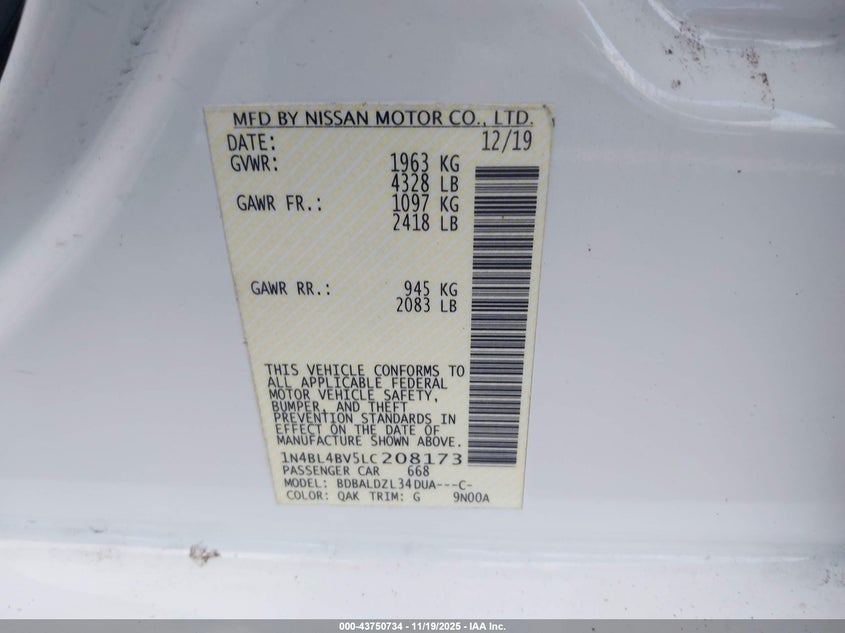 MFD BY NISSAN MOTOR CO., LTD.
DATE: 12/19
GVWR: 1963 KG
4328 LB
GAWR FR.: 1097 KG
2418 LB
GAWR RR.: 945 KG
2083 LB
THIS VEHICLE CONFORMS TO
ALL APPLICABLE FEDERAL
MOTOR VEHICLE SAFETY,
BUMPER, AND THEFT
PREVENTION STANDARDS IN
EFFECT ON THE DATE OF
MANUFACTURE SHOWN ABOVE.
1N4BL4BV5LC208173
PASSENGER CAR 668
MODEL: BDBALDZL34DUA---C-
COLOR: QAK TRIM: G 9N00A
000-43750734 - 11/19/2025 - IAA Inc.